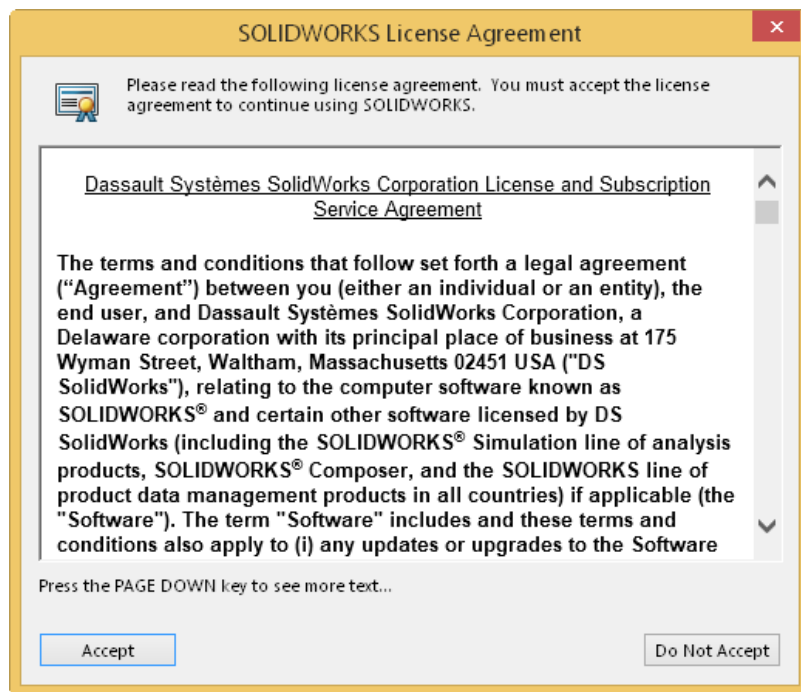 SOLIDWORKS License Agreement
Please read the following license agreement. You must accept the license
agreement to continue using SOLIDWORKS.
Dassault Systèmes SolidWorks Corporation License and Subscription
Service Agreement
The terms and conditions that follow set forth a legal agreement
(“Agreement”) between you (either an individual or an entity), the
end user, and Dassault Systèmes SolidWorks Corporation, a
Delaware corporation with its principal place of business at 175
Wyman Street, Waltham, Massachusetts 02451 USA ("DS
SolidWorks"), relating to the computer software known as
SOLIDWORKS® and certain other software licensed by DS
SolidWorks (including the SOLIDWORKS® Simulation line of analysis
products, SOLIDWORKS® Composer, and the SOLIDWORKS line of
product data management products in all countries) if applicable (the
"Software"). The term "Software" includes and these terms and
conditions also apply to (i) any updates or upgrades to the Software
Press the PAGE DOWN key to see more text...
Accept
Do Not Accept